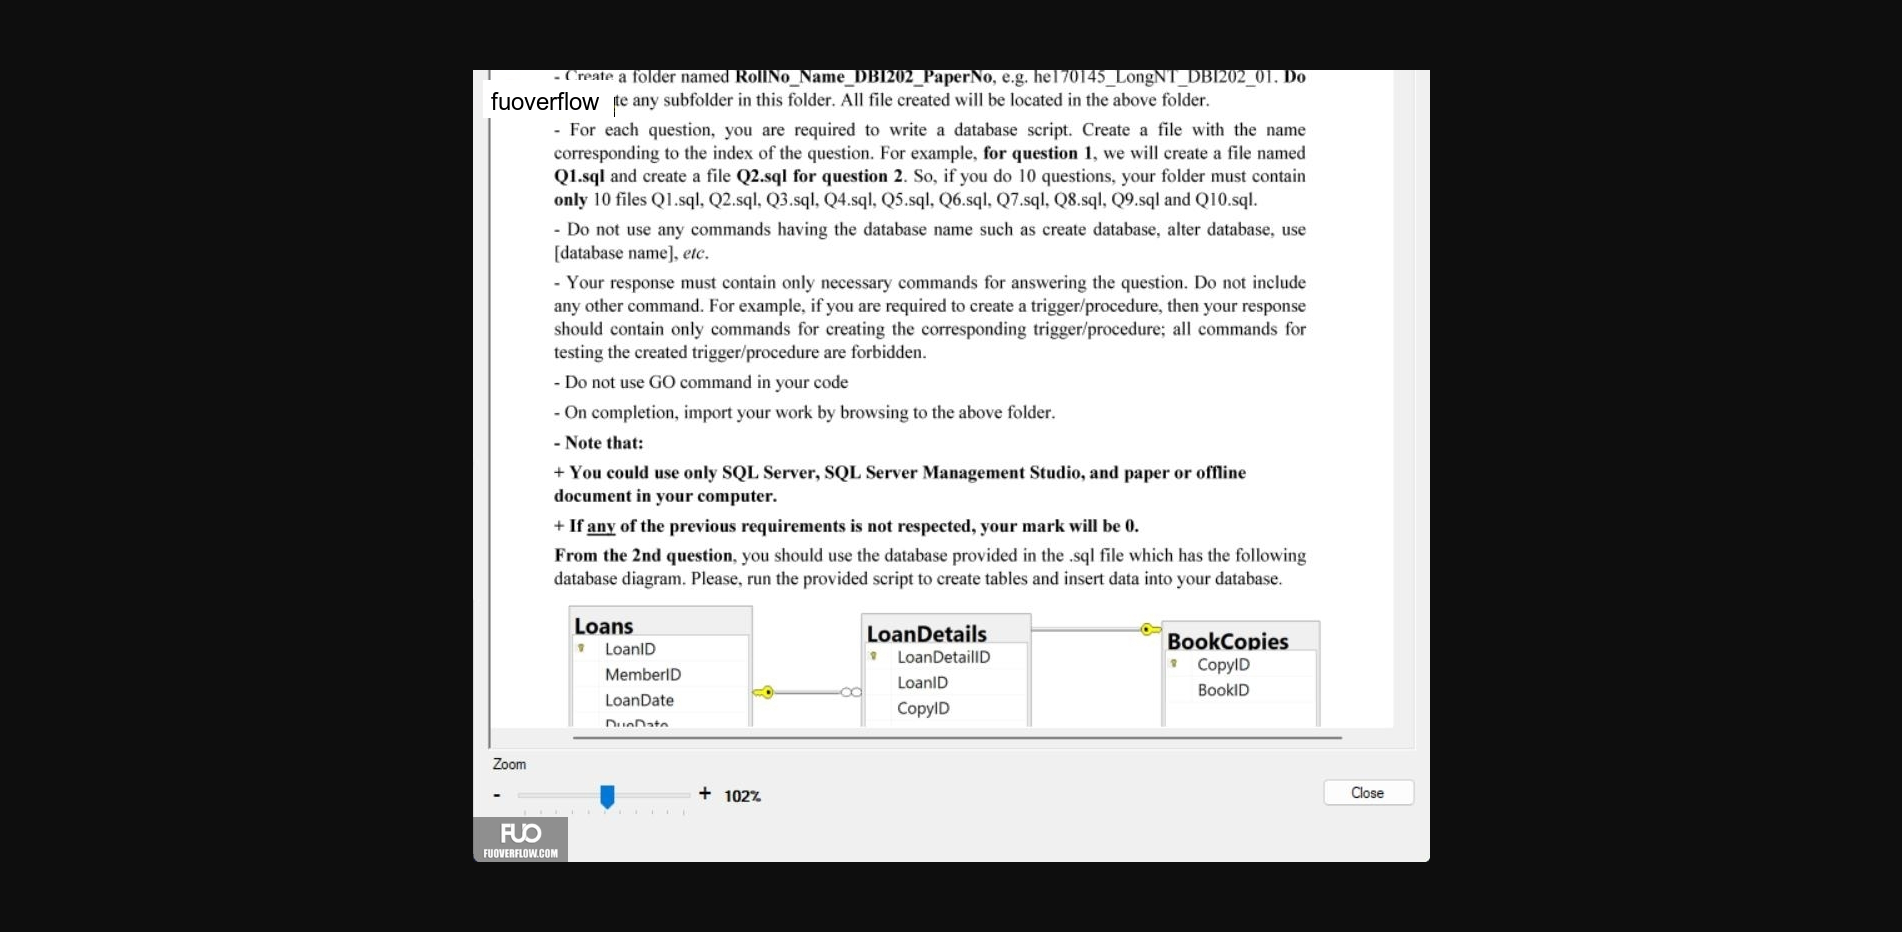 - Create a folder named RollNo_Name_DBI202_PaperNo, e.g. he170145_LongNT_DBI202_01. Do
fuoverflow te any subfolder in this folder. All file created will be located in the above folder.
- For each question, you are required to write a database script. Create a file with the name
corresponding to the index of the question. For example, for question 1, we will create a file named
Q1.sql and create a file Q2.sql for question 2. So, if you do 10 questions, your folder must contain
only 10 files Q1.sql, Q2.sql, Q3.sql, Q4.sql, Q5.sql, Q6.sql, Q7.sql, Q8.sql, Q9.sql and Q10.sql.
- Do not use any commands having the database name such as create database, alter database, use
[database name], etc.
- Your response must contain only necessary commands for answering the question. Do not include
any other command. For example, if you are required to create a trigger/procedure, then your response
should contain only commands for creating the corresponding trigger/procedure; all commands for
testing the created trigger/procedure are forbidden.
- Do not use GO command in your code
- On completion, import your work by browsing to the above folder.
- Note that:
+ You could use only SQL Server, SQL Server Management Studio, and paper or offline
document in your computer.
+ If any of the previous requirements is not respected, your mark will be 0.
From the 2nd question, you should use the database provided in the .sql file which has the following
database diagram. Please, run the provided script to create tables and insert data into your database.
Loans
LoanID
MemberID
LoanDate
DueDate
LoanDetails
LoanDetailID
LoanID
CopyID
BookCopies
CopyID
BookID
Zoom
- + 102%
Close
FUO
FUOVERFLOW.COM